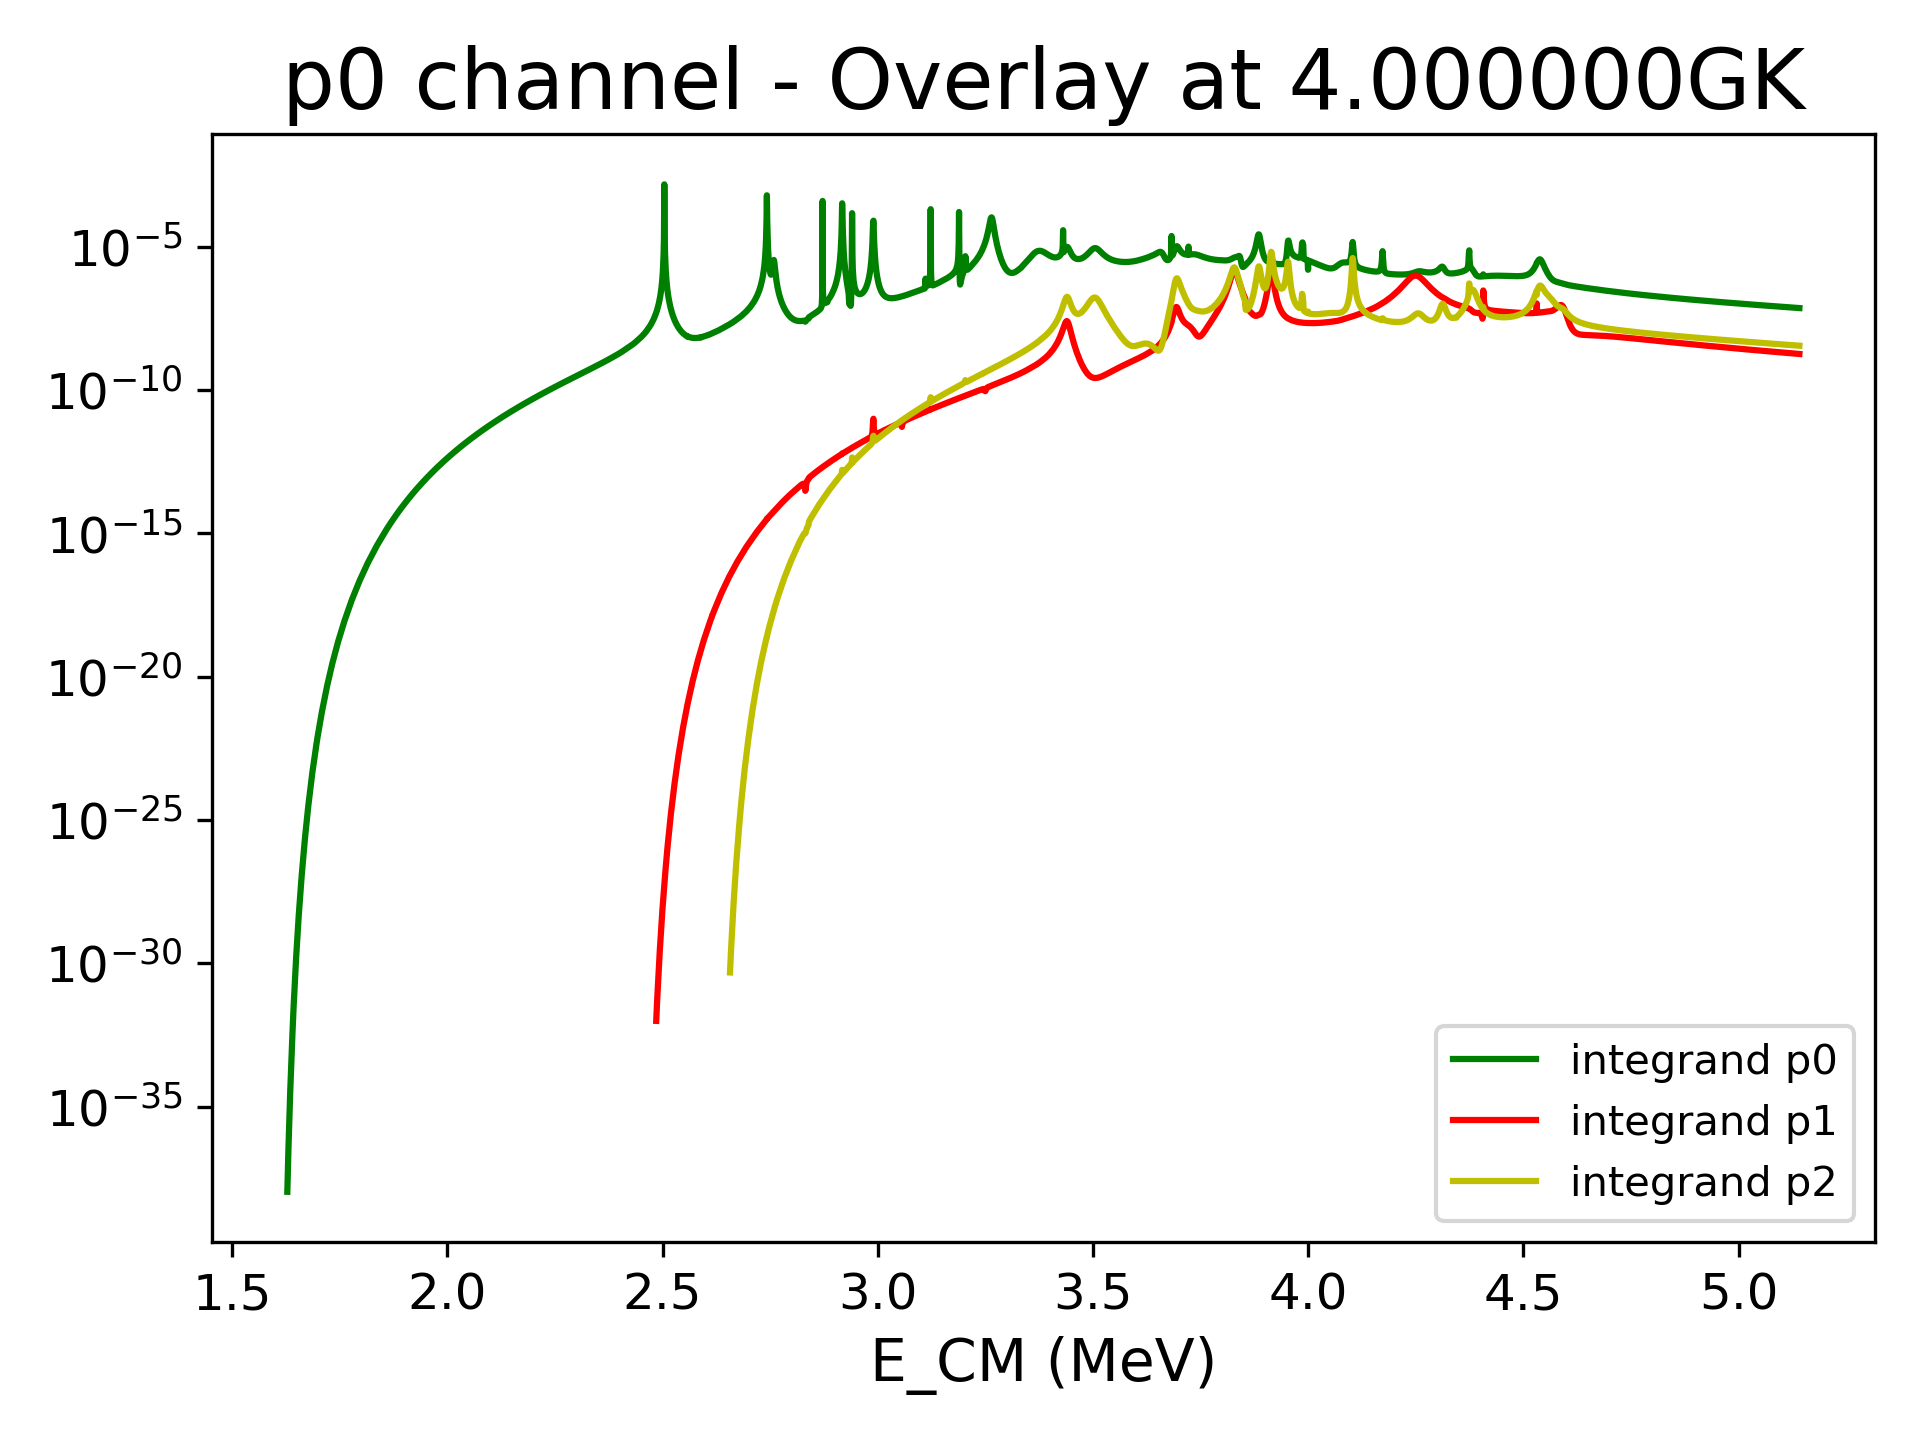 p0 channel - Overlay at 4.000000GK
10⁻⁵
10⁻¹⁰
10⁻¹⁵
10⁻²⁰
10⁻²⁵
10⁻³⁰
10⁻³⁵
integrand p0
integrand p1
integrand p2
1.5 2.0 2.5 3.0 3.5 4.0 4.5 5.0
E_CM (MeV)